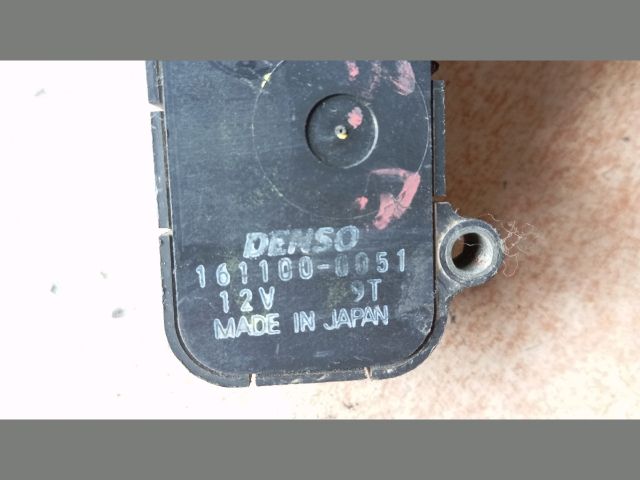 DENSO
161100-0051
12V 9T
MADE IN JAPAN